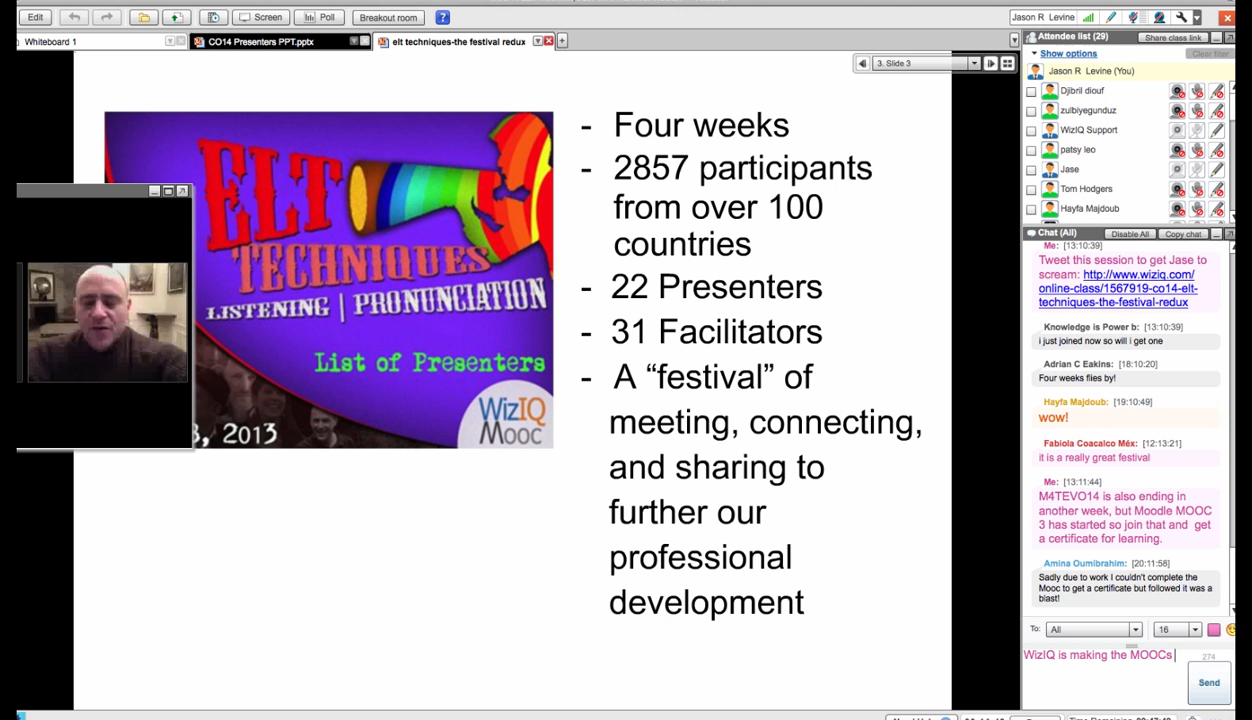 Edit
Screen
Poll
Breakout room
?
Jason R Levine
Whiteboard 1
CO14 Presenters PPT.pptx
elt techniques-the festival redux
3. Slide 3
ELT
TECHNIQUES
LISTENING | PRONUNCIATION
List of Presenters
WizIQ
Mooc
3, 2013
- Four weeks
- 2857 participants
from over 100
countries
- 22 Presenters
- 31 Facilitators
- A “festival” of
meeting, connecting,
and sharing to
further our
professional
development
Attendee list (29)
Share class link
Show options
Clear filter
Jason R Levine (You)
Djibril diouf
zulbiyegunduz
WizIQ Support
patsy leo
Jase
Tom Hodgers
Hayfa Majdoub
Chat (All)
Disable All
Copy chat
Me: [13:10:39]
Tweet this session to get Jase to
scream: http://www.wiziq.com/
online-class/1567919-co14-elt-
techniques-the-festival-redux
Knowledge is Power b: [13:10:39]
i just joined now so will i get one
Adrian C Eakins: [18:10:20]
Four weeks flies by!
Hayfa Majdoub: [19:10:49]
wow!
Fabiola Coacalco Méx: [12:13:21]
it is a really great festival
Me: [13:11:44]
M4TEVO14 is also ending in
another week, but Moodle MOOC
3 has started so join that and get
a certificate for learning.
Amina Oumibrahim: [20:11:58]
Sadly due to work I couldn't complete the
Mooc to get a certificate but followed it was a
blast!
To: All
16
WizIQ is making the MOOCs
274
Send